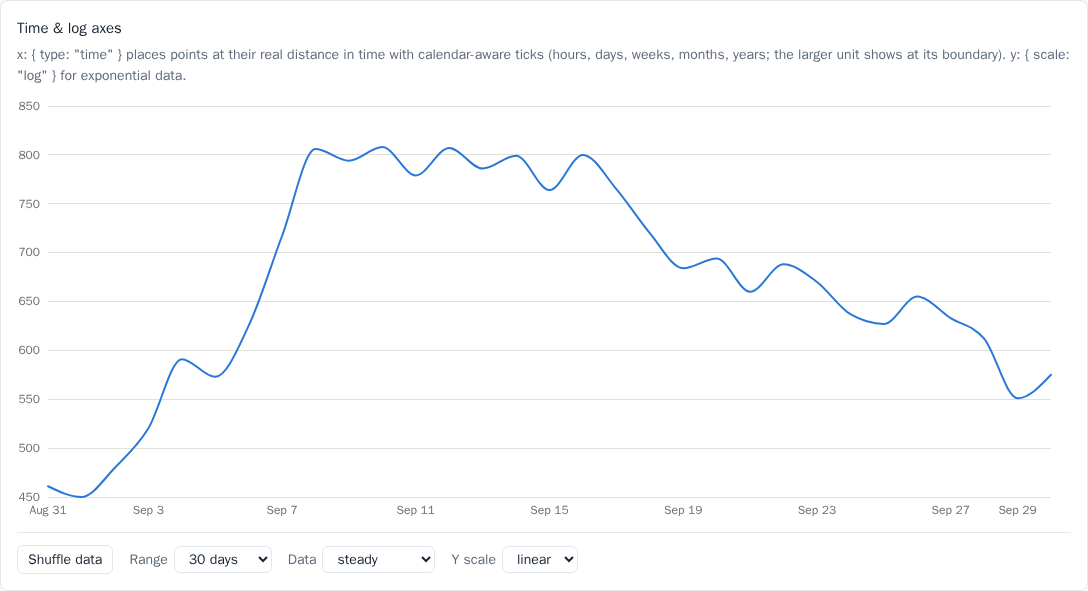 Time & log axes
x: { type: "time" } places points at their real distance in time with calendar-aware ticks (hours, days, weeks, months, years; the larger unit shows at its boundary). y: { scale:
"log" } for exponential data.
850
800
750
700
650
600
550
500
450
Aug 31 Sep 3 Sep 7 Sep 11 Sep 15 Sep 19 Sep 23 Sep 27 Sep 29
Shuffle data Range 30 days Data steady Y scale linear